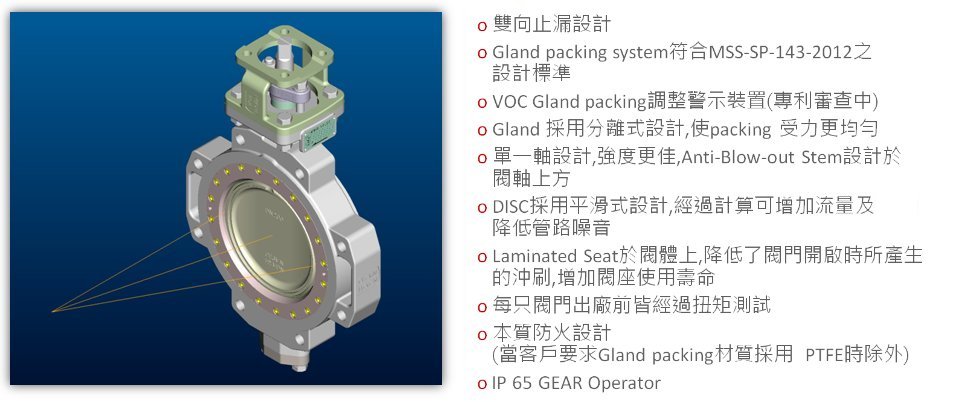 o 雙向止漏設計
o Gland packing system符合MSS-SP-143-2012之
設計標準
o VOC Gland packing調整警示裝置(專利審查中)
o Gland 採用分離式設計,使packing 受力更均勻
o 單一軸設計,強度更佳,Anti-Blow-out Stem設計於
閥軸上方
o DISC採用平滑式設計,經過計算可增加流量及
降低管路噪音
o Laminated Seat於閥體上,降低了閥門開啟時所產生
的沖刷,增加閥座使用壽命
o 每只閥門出廠前皆經過扭矩測試
o 本質防火設計
(當客戶要求Gland packing材質採用 PTFE時除外)
o IP 65 GEAR Operator